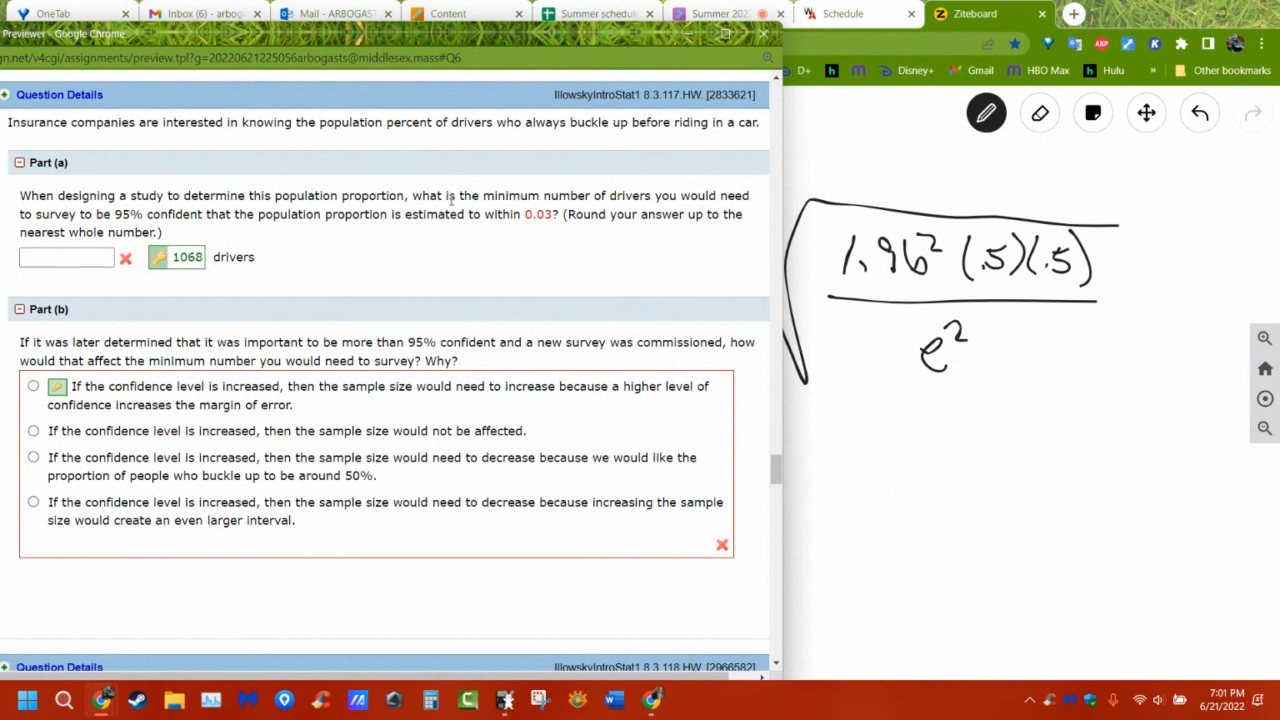 OneTab
Inbox (6) - arbog
Mail - ARBOGAST
Content
Summer schedul
Summer 202
Schedule
Ziteboard
Previewer - Google Chrome
gn.net/v4cgi/assignments/preview.tpl?g=20220621225056arbogasts@middlesex.mass#Q6
D+
Disney+
Gmail
HBO Max
Hulu
»
Other bookmarks
Question Details
IllowskyIntroStat1 8.3.117.HW. [2833621]
Insurance companies are interested in knowing the population percent of drivers who always buckle up before riding in a car.
Part (a)
When designing a study to determine this population proportion, what is the minimum number of drivers you would need
to survey to be 95% confident that the population proportion is estimated to within 0.03? (Round your answer up to the
nearest whole number.)
1068 drivers
Part (b)
If it was later determined that it was important to be more than 95% confident and a new survey was commissioned, how
would that affect the minimum number you would need to survey? Why?
If the confidence level is increased, then the sample size would need to increase because a higher level of
confidence increases the margin of error.
If the confidence level is increased, then the sample size would not be affected.
If the confidence level is increased, then the sample size would need to decrease because we would like the
proportion of people who buckle up to be around 50%.
If the confidence level is increased, then the sample size would need to decrease because increasing the sample
size would create an even larger interval.
Question Details
IllowskyIntroStat1 8.3.118.HW. [2966582]
1.96² (.5)(.5)
e²
7:01 PM
6/21/2022